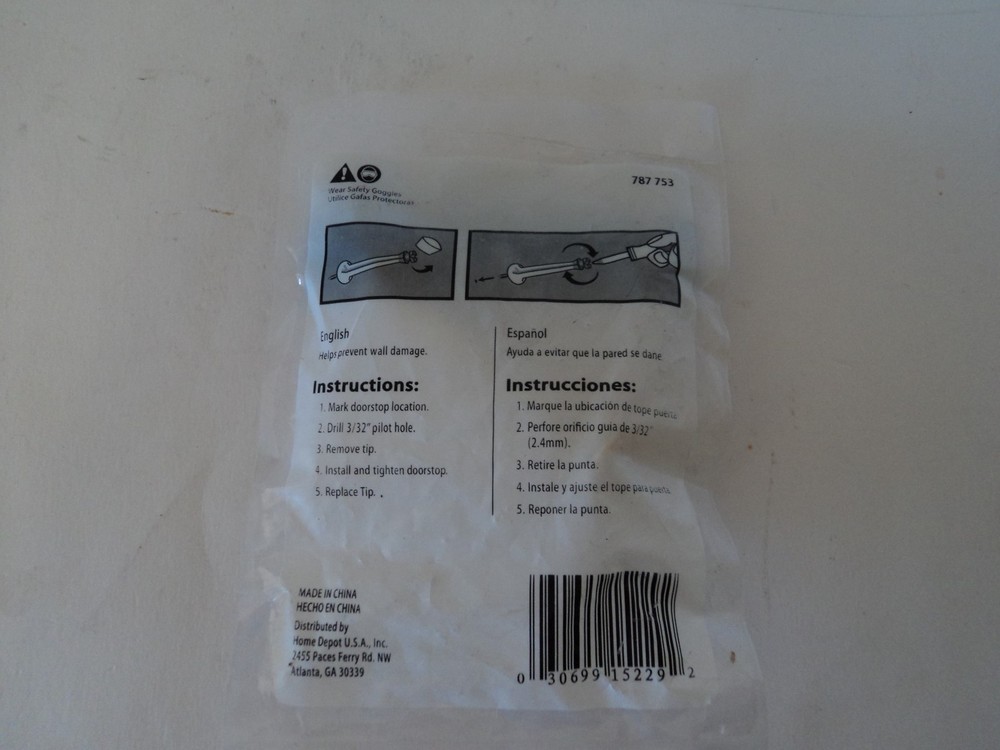 Wear Safety Goggles
Utilice Gafas Protectoras
787 753
English
Helps prevent wall damage.
Instructions:
1. Mark doorstop location.
2. Drill 3/32" pilot hole.
3. Remove tip.
4. Install and tighten doorstop.
5. Replace Tip. .
Español
Ayuda a evitar que la pared se dane
Instrucciones:
1. Marque la ubicación de tope puerta
2. Perfore orificio guia de 3/32"
(2.4mm).
3. Retire la punta.
4. Instale y ajuste el tope para puerta.
5. Reponer la punta.
MADE IN CHINA
HECHO EN CHINA
Distributed by
Home Depot U.S.A., Inc.
2455 Paces Ferry Rd. NW
Atlanta, GA 30339
0 30699 15229 2